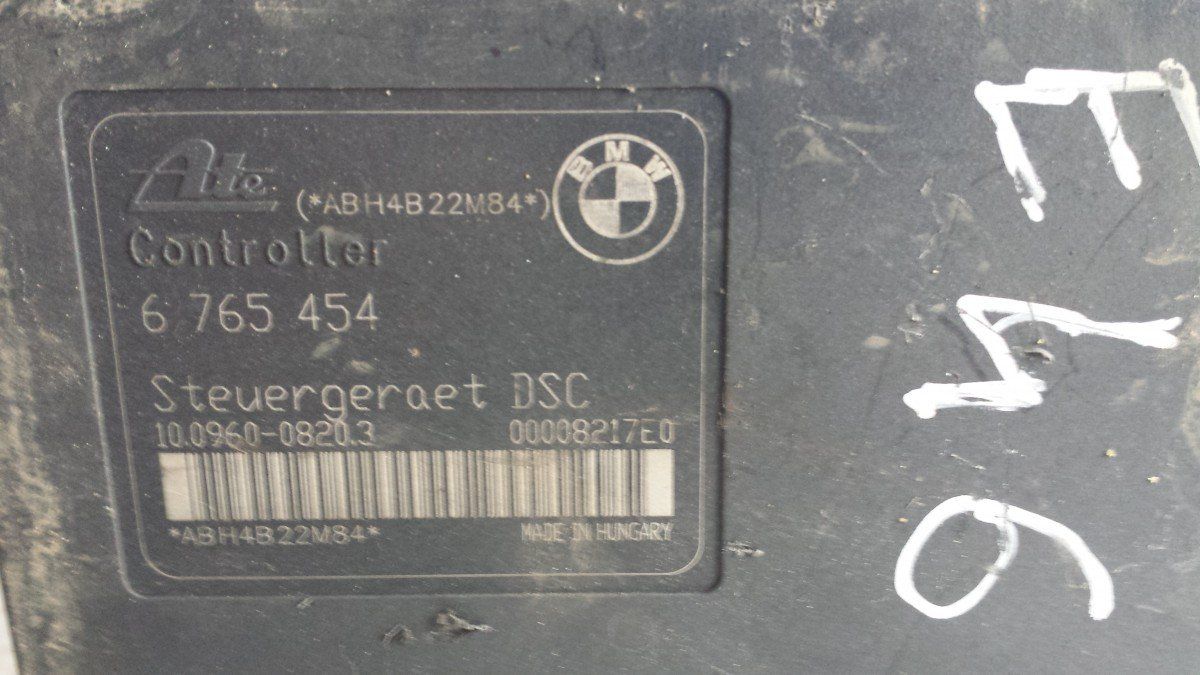 Ate (*ABH4B22M84*)
BMW
Controller
6 765 454
Steuergeraet DSC
10.0960-0820.3 00008217E0
*ABH4B22M84* MADE IN HUNGARY
E46